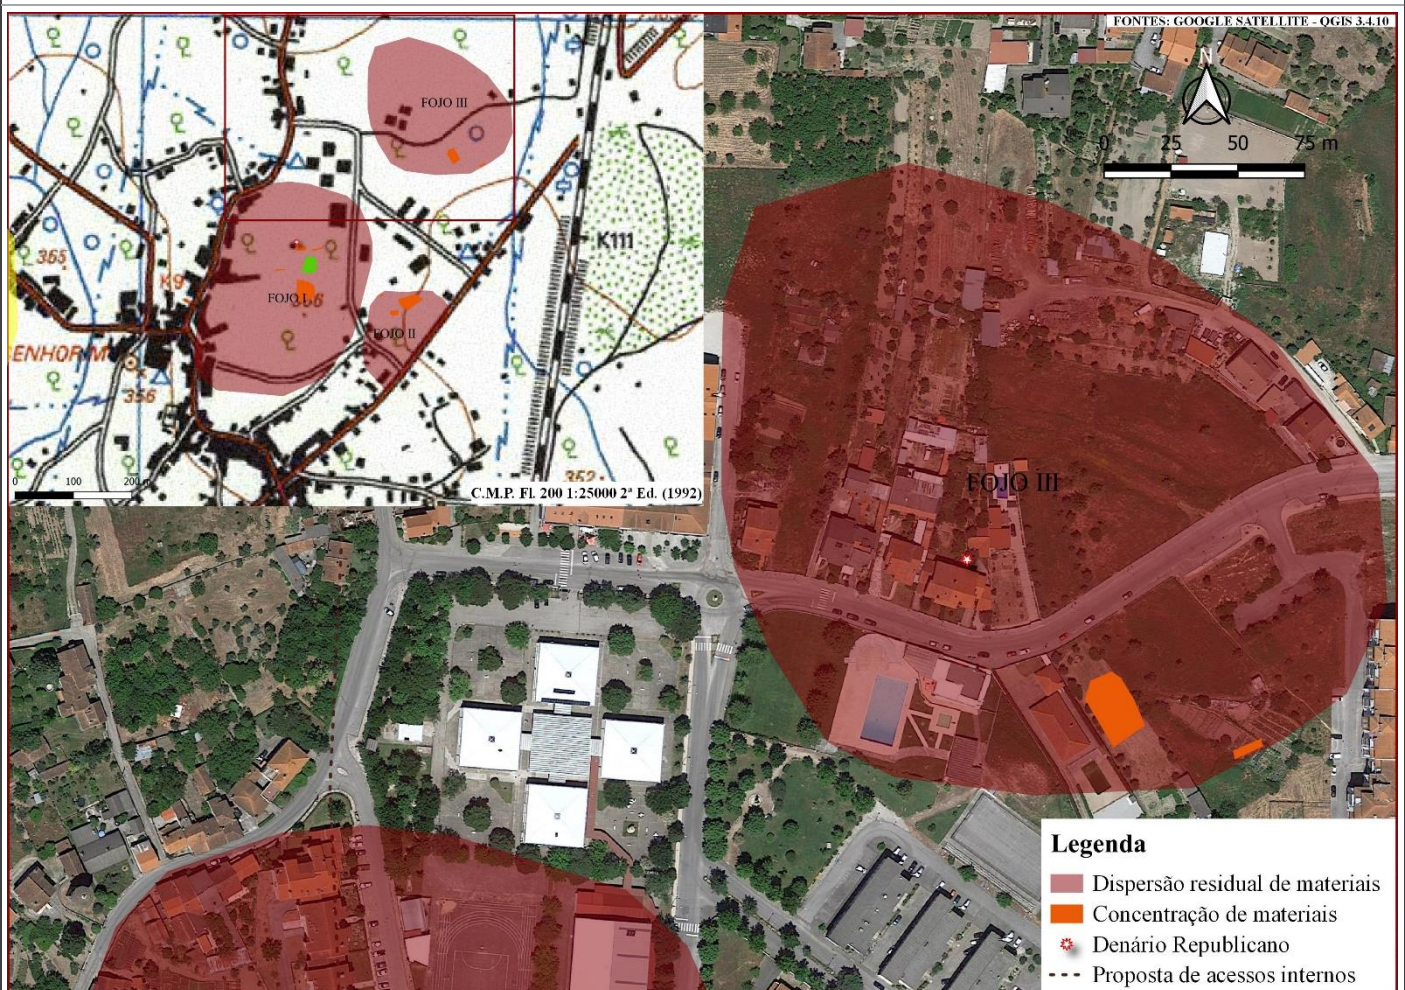 FONTES: GOOGLE SATELLITE - QGIS 3.4.10
N
0 25 50 75 m
FOJO III
K111
355
K9
FOJO I
356
FOJO II
ENHOR M
356
352
0 100 200
C.M.P. Fl. 200 1:25000 2ª Ed. (1992)
FOJO III
Legenda
Dispersão residual de materiais
Concentração de materiais
Denário Republicano
Proposta de acessos internos